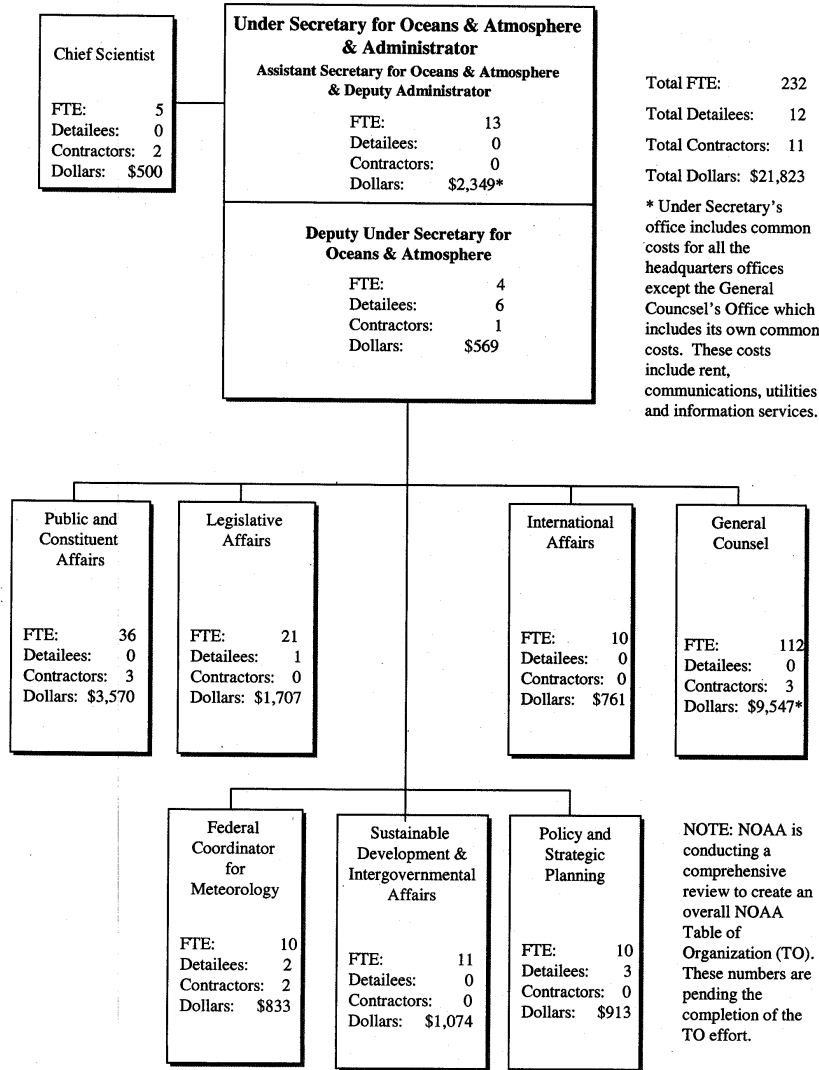 Chief Scientist
FTE: 5
Detailees: 0
Contractors: 2
Dollars: $500
Under Secretary for Oceans & Atmosphere
& Administrator
Assistant Secretary for Oceans & Atmosphere
& Deputy Administrator
FTE: 13
Detailees: 0
Contractors: 0
Dollars: $2,349*
Deputy Under Secretary for
Oceans & Atmosphere
FTE: 4
Detailees: 6
Contractors: 1
Dollars: $569
Total FTE: 232
Total Detailees: 12
Total Contractors: 11
Total Dollars: $21,823
* Under Secretary's
office includes common
costs for all the
headquarters offices
except the General
Councsel's Office which
includes its own common
costs. These costs
include rent,
communications, utilities
and information services.
Public and
Constituent
Affairs
FTE: 36
Detailees: 0
Contractors: 3
Dollars: $3,570
Legislative
Affairs
FTE: 21
Detailees: 1
Contractors: 0
Dollars: $1,707
International
Affairs
FTE: 10
Detailees: 0
Contractors: 0
Dollars: $761
General
Counsel
FTE: 112
Detailees: 0
Contractors: 3
Dollars: $9,547*
Federal
Coordinator
for
Meteorology
FTE: 10
Detailees: 2
Contractors: 2
Dollars: $833
Sustainable
Development &
Intergovernmental
Affairs
FTE: 11
Detailees: 0
Contractors: 0
Dollars: $1,074
Policy and
Strategic
Planning
FTE: 10
Detailees: 3
Contractors: 0
Dollars: $913
NOTE: NOAA is
conducting a
comprehensive
review to create an
overall NOAA
Table of
Organization (TO).
These numbers are
pending the
completion of the
TO effort.